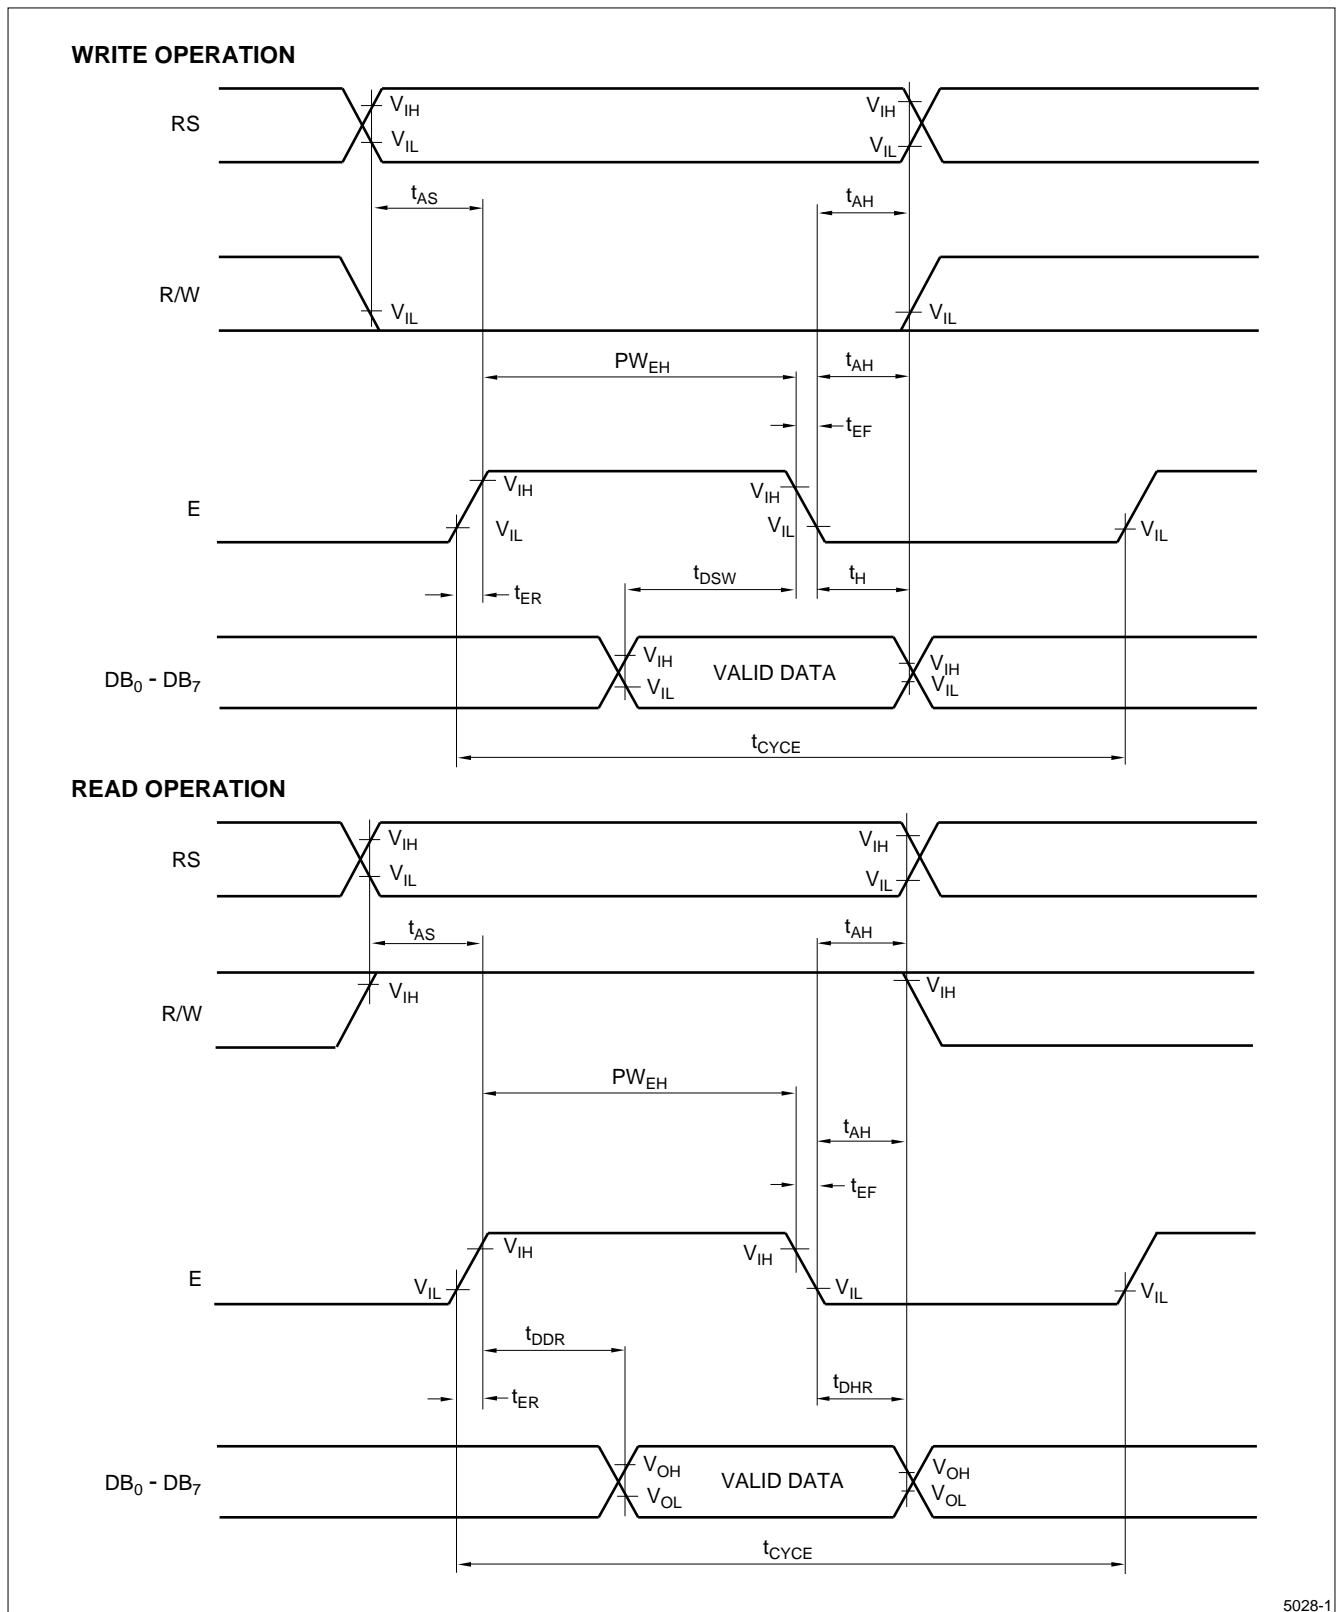 WRITE OPERATION
RS
VIH
VIL
VIH
VIL
tAS
tAH
R/W
VIL
VIL
PWEH
tAH
tEF
E
VIH
VIL
VIH
VIL
VIL
tER
tDSW
tH
DB0 - DB7
VIH
VIL
VALID DATA
VIH
VIL
tCYCE
READ OPERATION
RS
VIH
VIL
VIH
VIL
tAS
tAH
R/W
VIH
VIH
PWEH
tAH
tEF
E
VIL
VIH
VIH
VIL
VIL
tDDR
tER
tDHR
DB0 - DB7
VOH
VOL
VALID DATA
VOH
VOL
tCYCE
5028-1